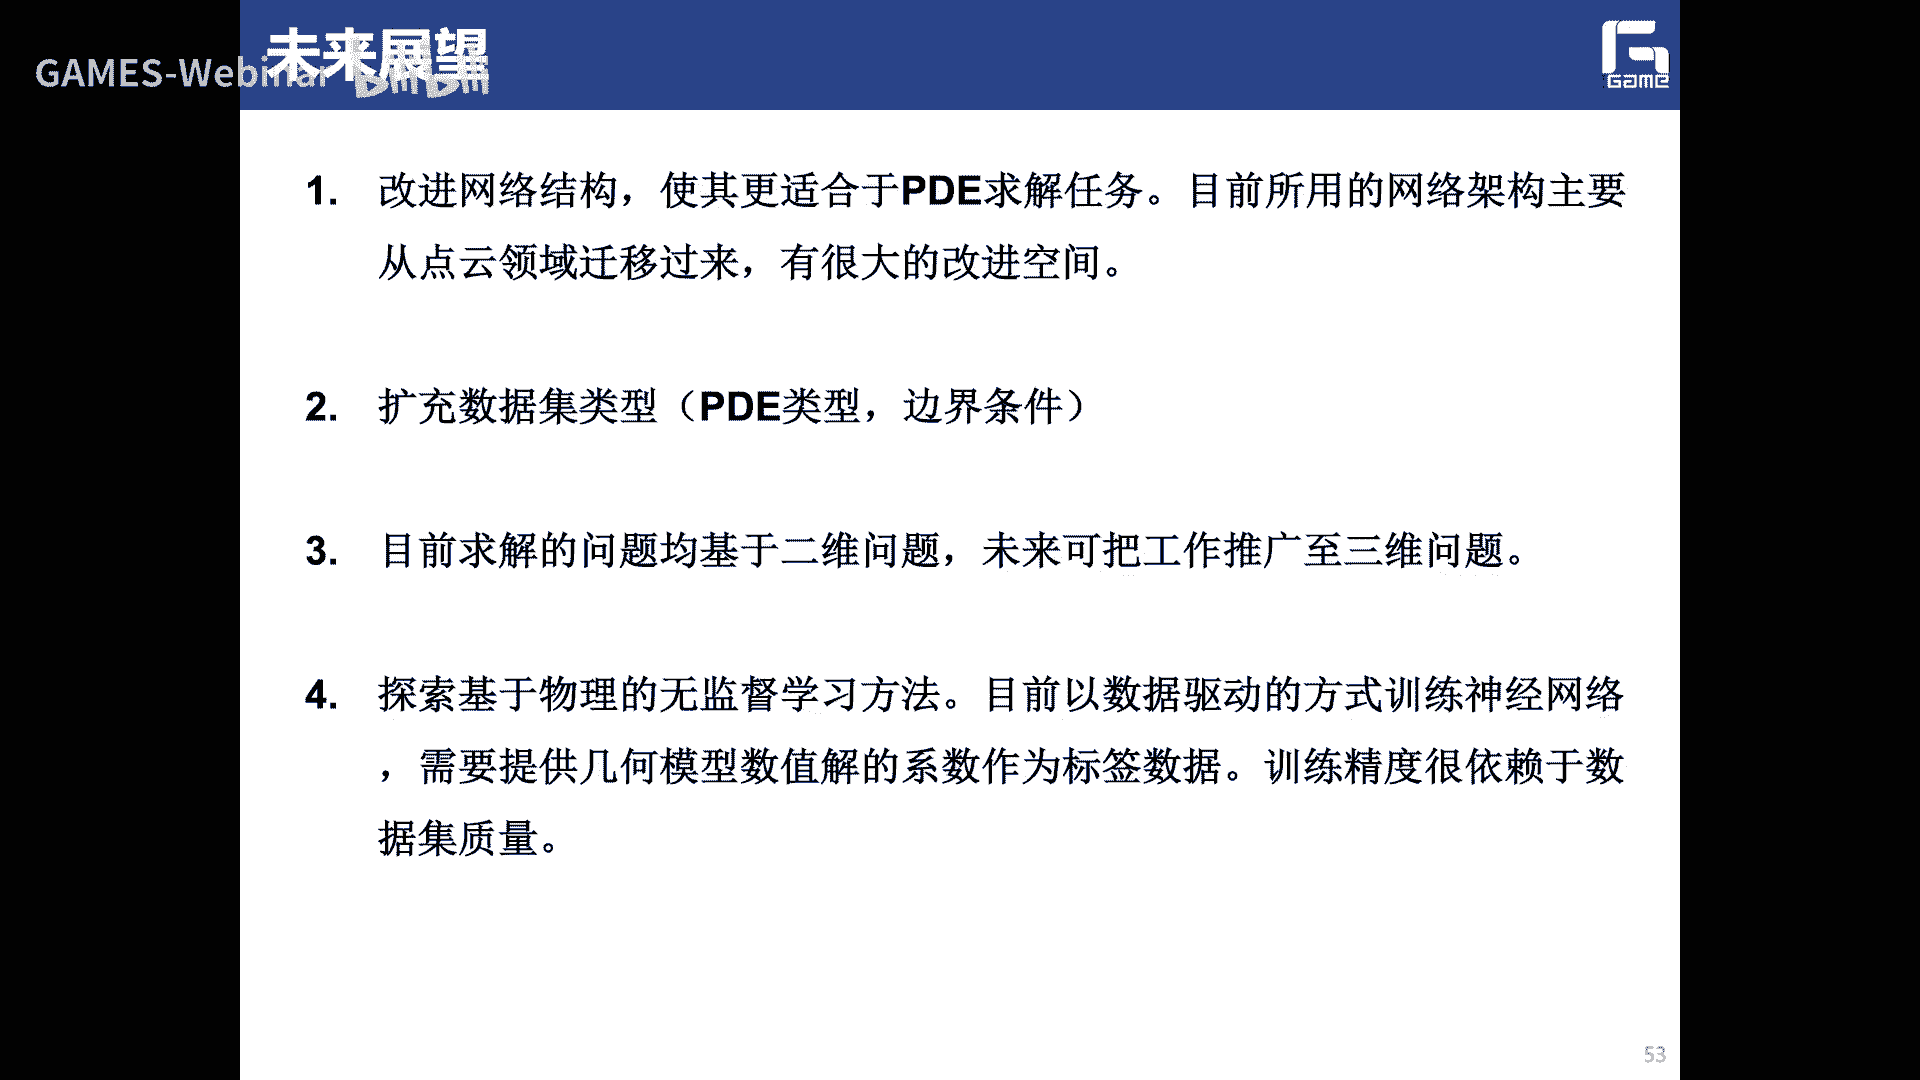 未来展望
GAMES-Webinar
GAME
1. 改进网络结构，使其更适合于PDE求解任务。目前所用的网络架构主要
从点云领域迁移过来，有很大的改进空间。
2. 扩充数据集类型（PDE类型，边界条件）
3. 目前求解的问题均基于二维问题，未来可把工作推广至三维问题。
4. 探索基于物理的无监督学习方法。目前以数据驱动的方式训练神经网络
，需要提供几何模型数值解的系数作为标签数据。训练精度很依赖于数
据集质量。
53